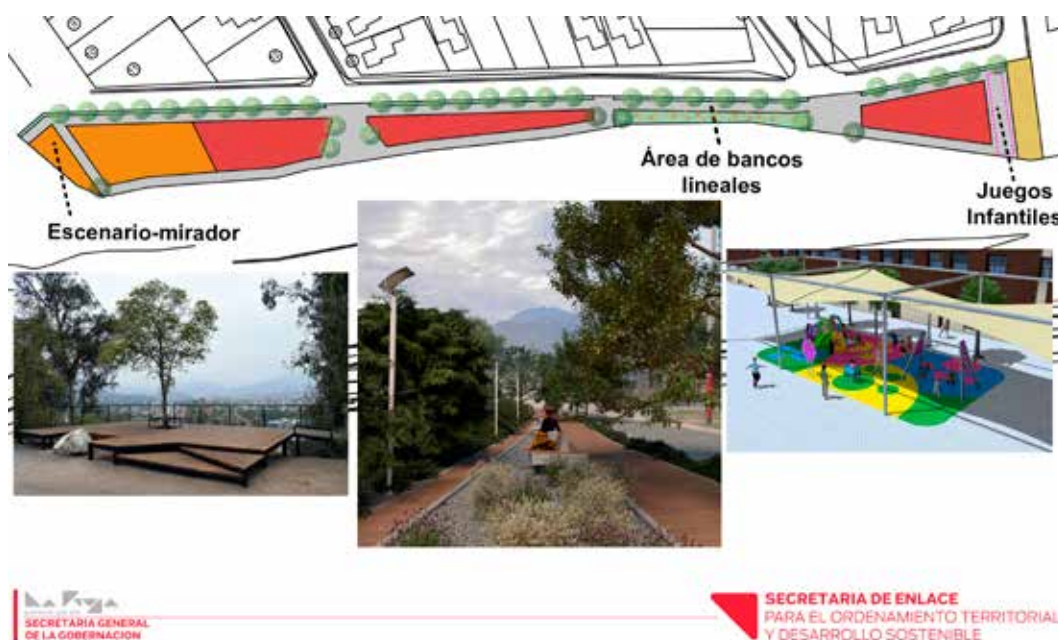 Área de bancos
lineales
Juegos
Infantiles
Escenario-mirador
SECRETARÍA GENERAL
DE LA GOBERNACION
SECRETARIA DE ENLACE
PARA EL ORDENAMIENTO TERRITORIAL
Y DESARROLLO SOSTENIBLE